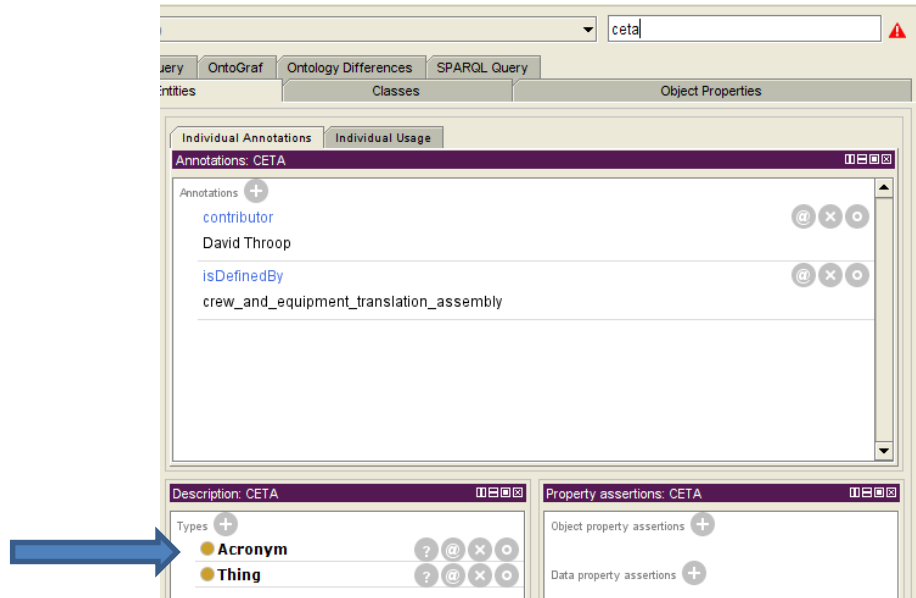 ceta
uery OntoGraf Ontology Differences SPARQL Query
ntities Classes Object Properties
Individual Annotations Individual Usage
Annotations: CETA
Annotations
contributor
David Throop
isDefinedBy
crew_and_equipment_translation_assembly
Description: CETA Property assertions: CETA
Types Object property assertions
Acronym
Thing Data property assertions